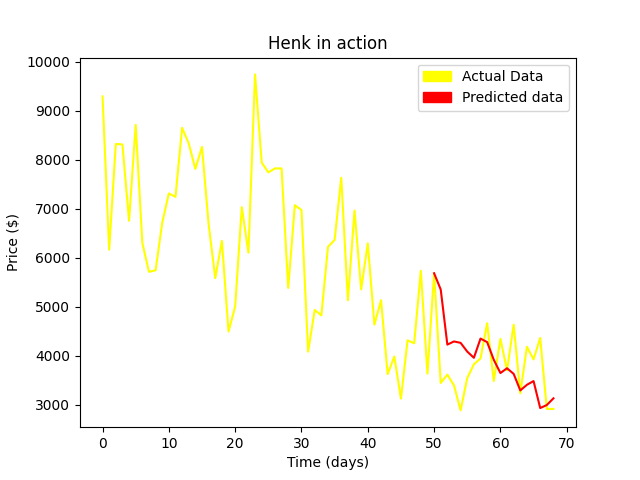 Henk in action
Actual Data
Predicted data
Price ($)
10000
9000
8000
7000
6000
5000
4000
3000
0 10 20 30 40 50 60 70
Time (days)